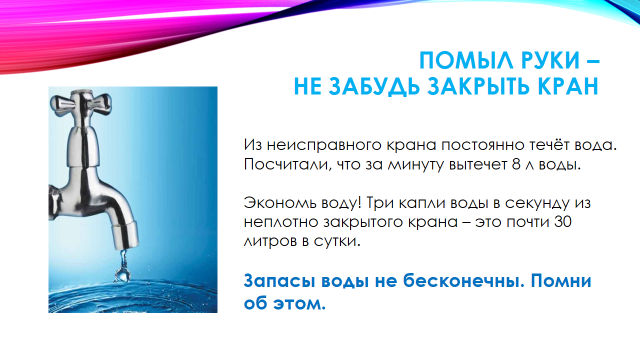 ПОМЫЛ РУКИ –
НЕ ЗАБУДЬ ЗАКРЫТЬ КРАН
Из неисправного крана постоянно течёт вода.
Посчитали, что за минуту вытечет 8 л воды.
Экономь воду! Три капли воды в секунду из
неплотно закрытого крана – это почти 30
литров в сутки.
Запасы воды не бесконечны. Помни
об этом.